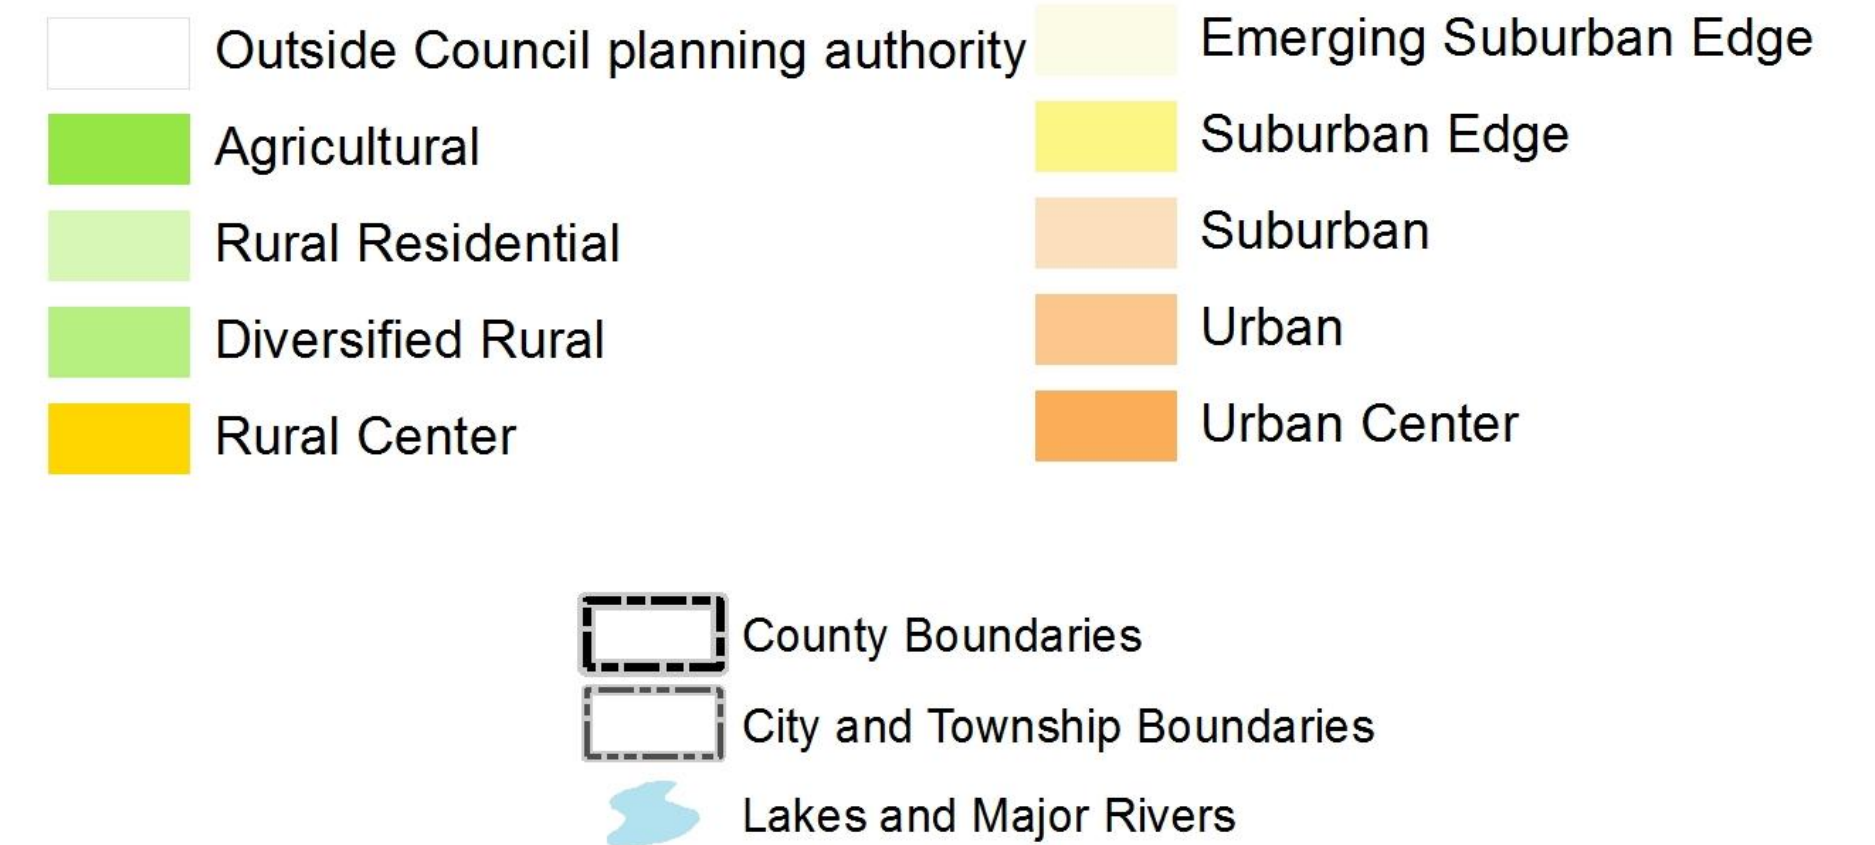 Outside Council planning authority
Agricultural
Rural Residential
Diversified Rural
Rural Center
Emerging Suburban Edge
Suburban Edge
Suburban
Urban
Urban Center
County Boundaries
City and Township Boundaries
Lakes and Major Rivers